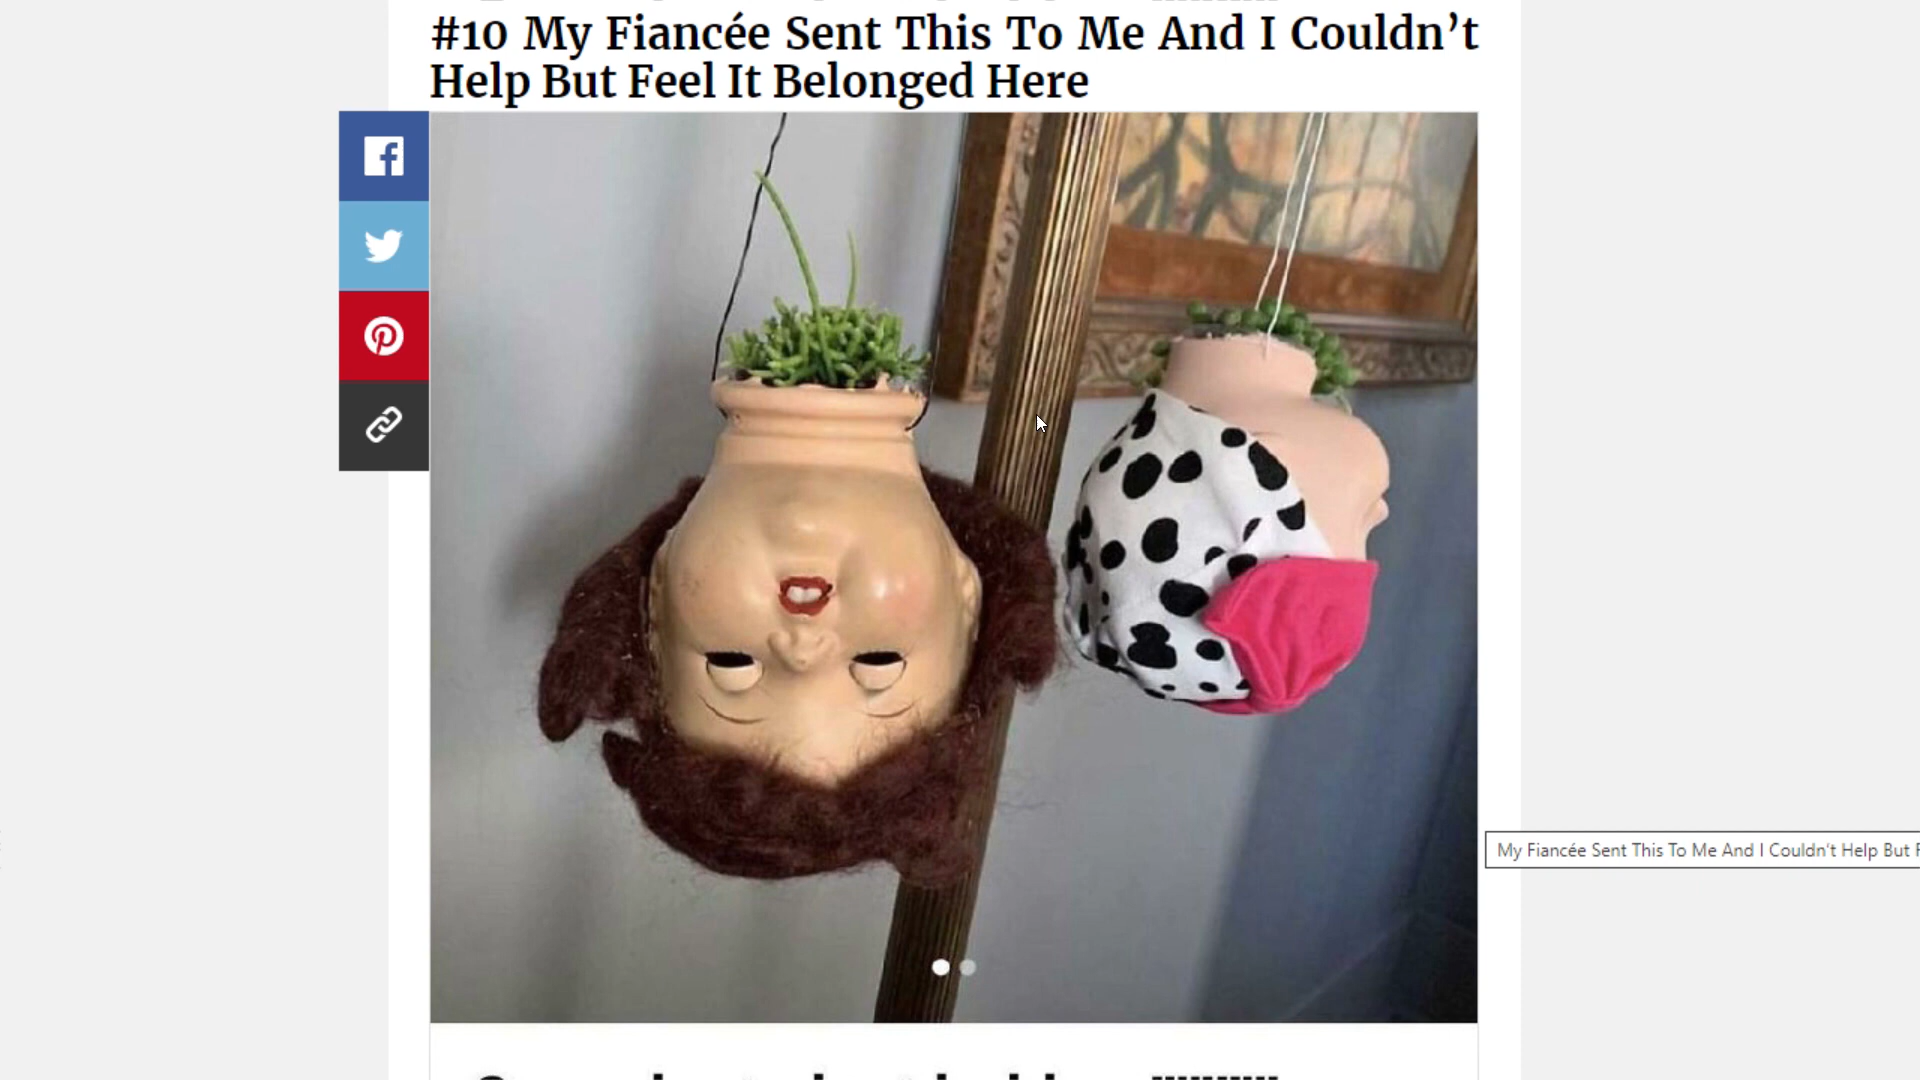 #10 My Fiancée Sent This To Me And I Couldn’t
Help But Feel It Belonged Here
My Fiancée Sent This To Me And I Couldn't Help But F